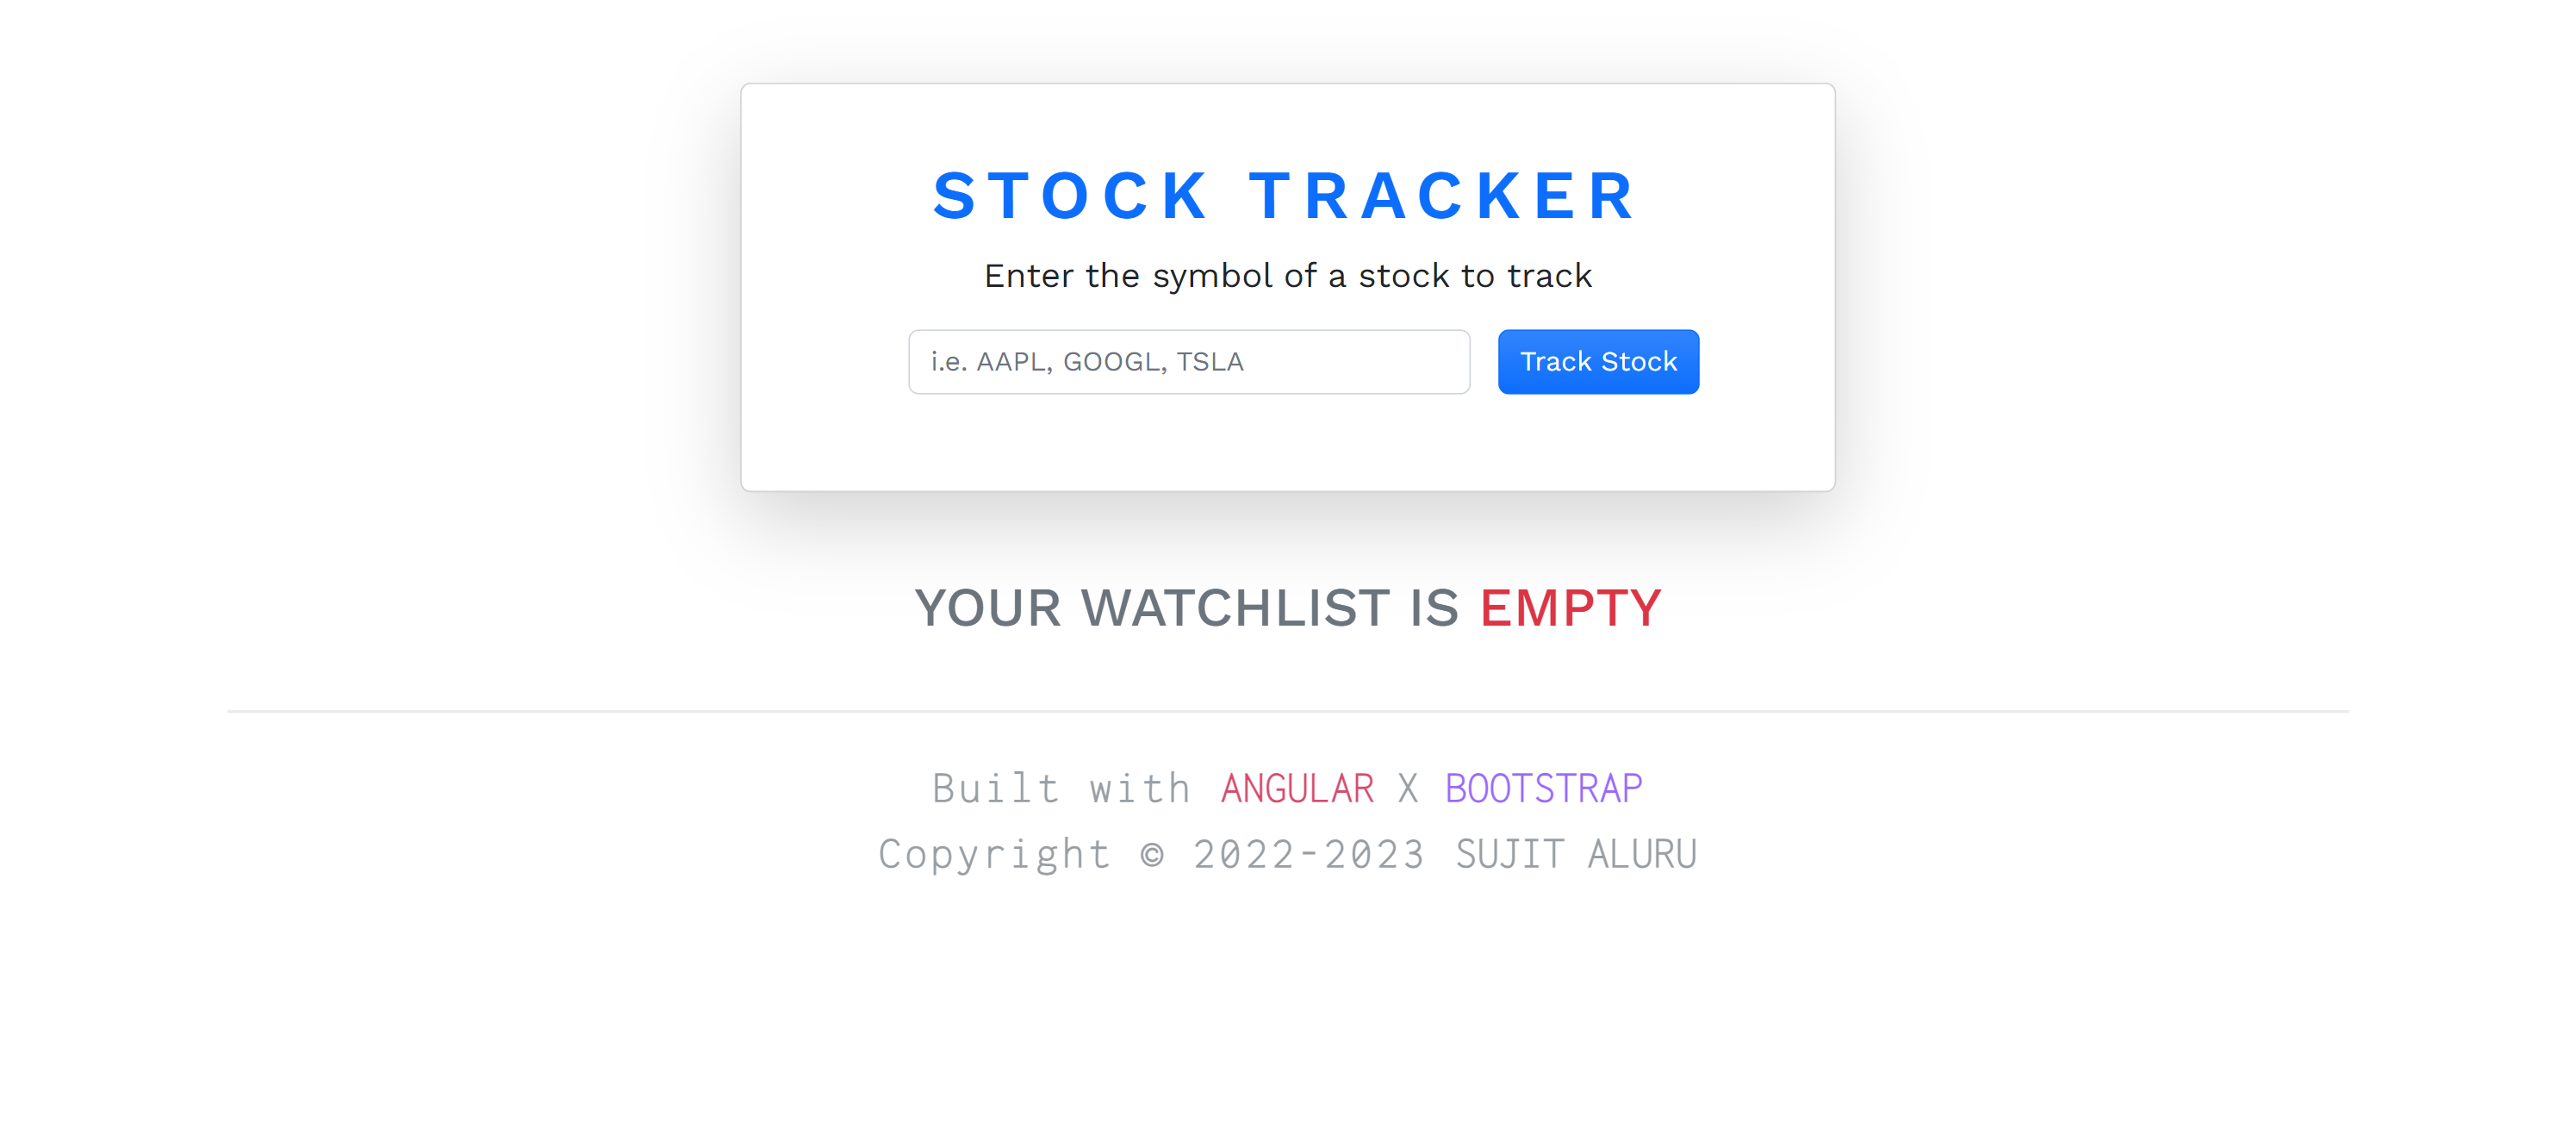 STOCK TRACKER
Enter the symbol of a stock to track
i.e. AAPL, GOOGL, TSLA
Track Stock
YOUR WATCHLIST IS EMPTY
Built with ANGULAR X BOOTSTRAP
Copyright © 2022-2023 SUJIT ALURU